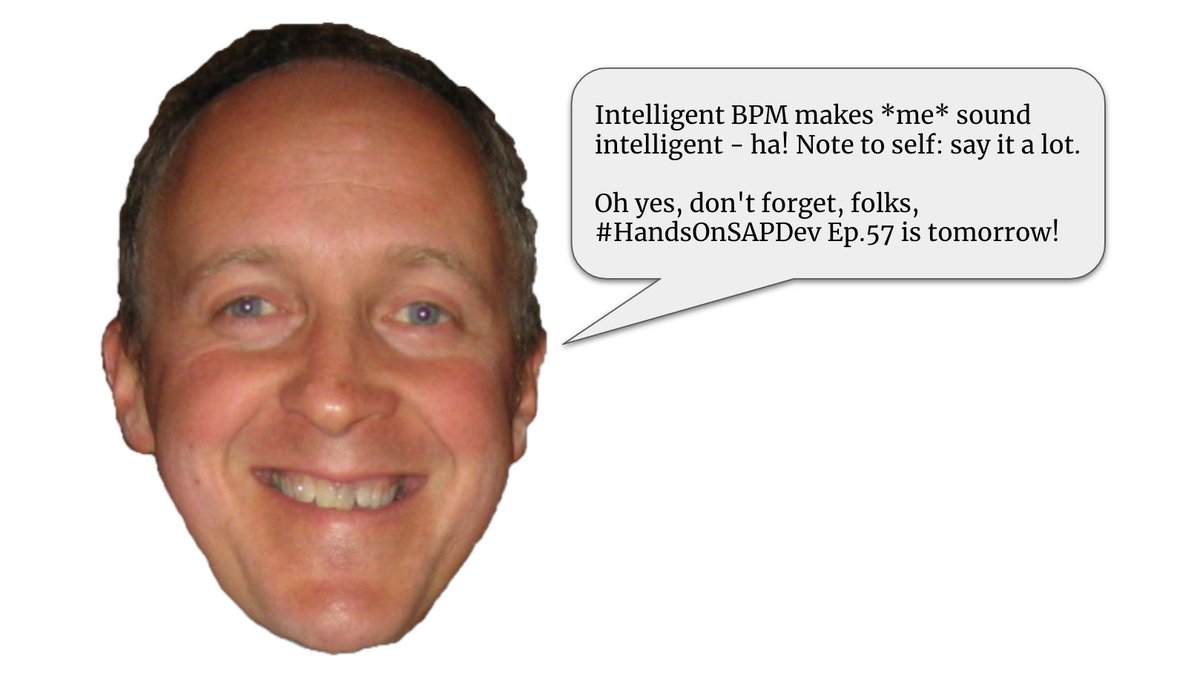 Intelligent BPM makes *me* sound
intelligent - ha! Note to self: say it a lot.
Oh yes, don't forget, folks,
#HandsOnSAPDev Ep.57 is tomorrow!